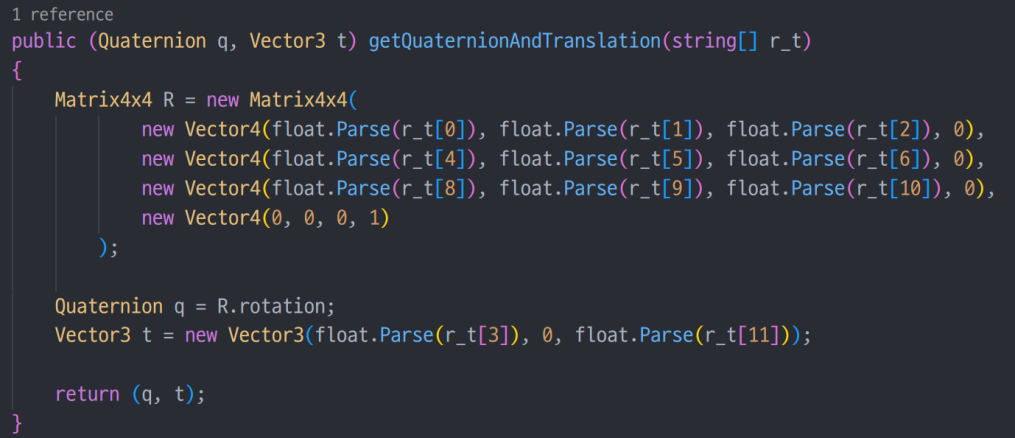 1 reference
public (Quaternion q, Vector3 t) getQuaternionAndTranslation(string[] r_t)
{
    Matrix4x4 R = new Matrix4x4(
            new Vector4(float.Parse(r_t[0]), float.Parse(r_t[1]), float.Parse(r_t[2]), 0),
            new Vector4(float.Parse(r_t[4]), float.Parse(r_t[5]), float.Parse(r_t[6]), 0),
            new Vector4(float.Parse(r_t[8]), float.Parse(r_t[9]), float.Parse(r_t[10]), 0),
            new Vector4(0, 0, 0, 1)
        );

    Quaternion q = R.rotation;
    Vector3 t = new Vector3(float.Parse(r_t[3]), 0, float.Parse(r_t[11]));

    return (q, t);
}